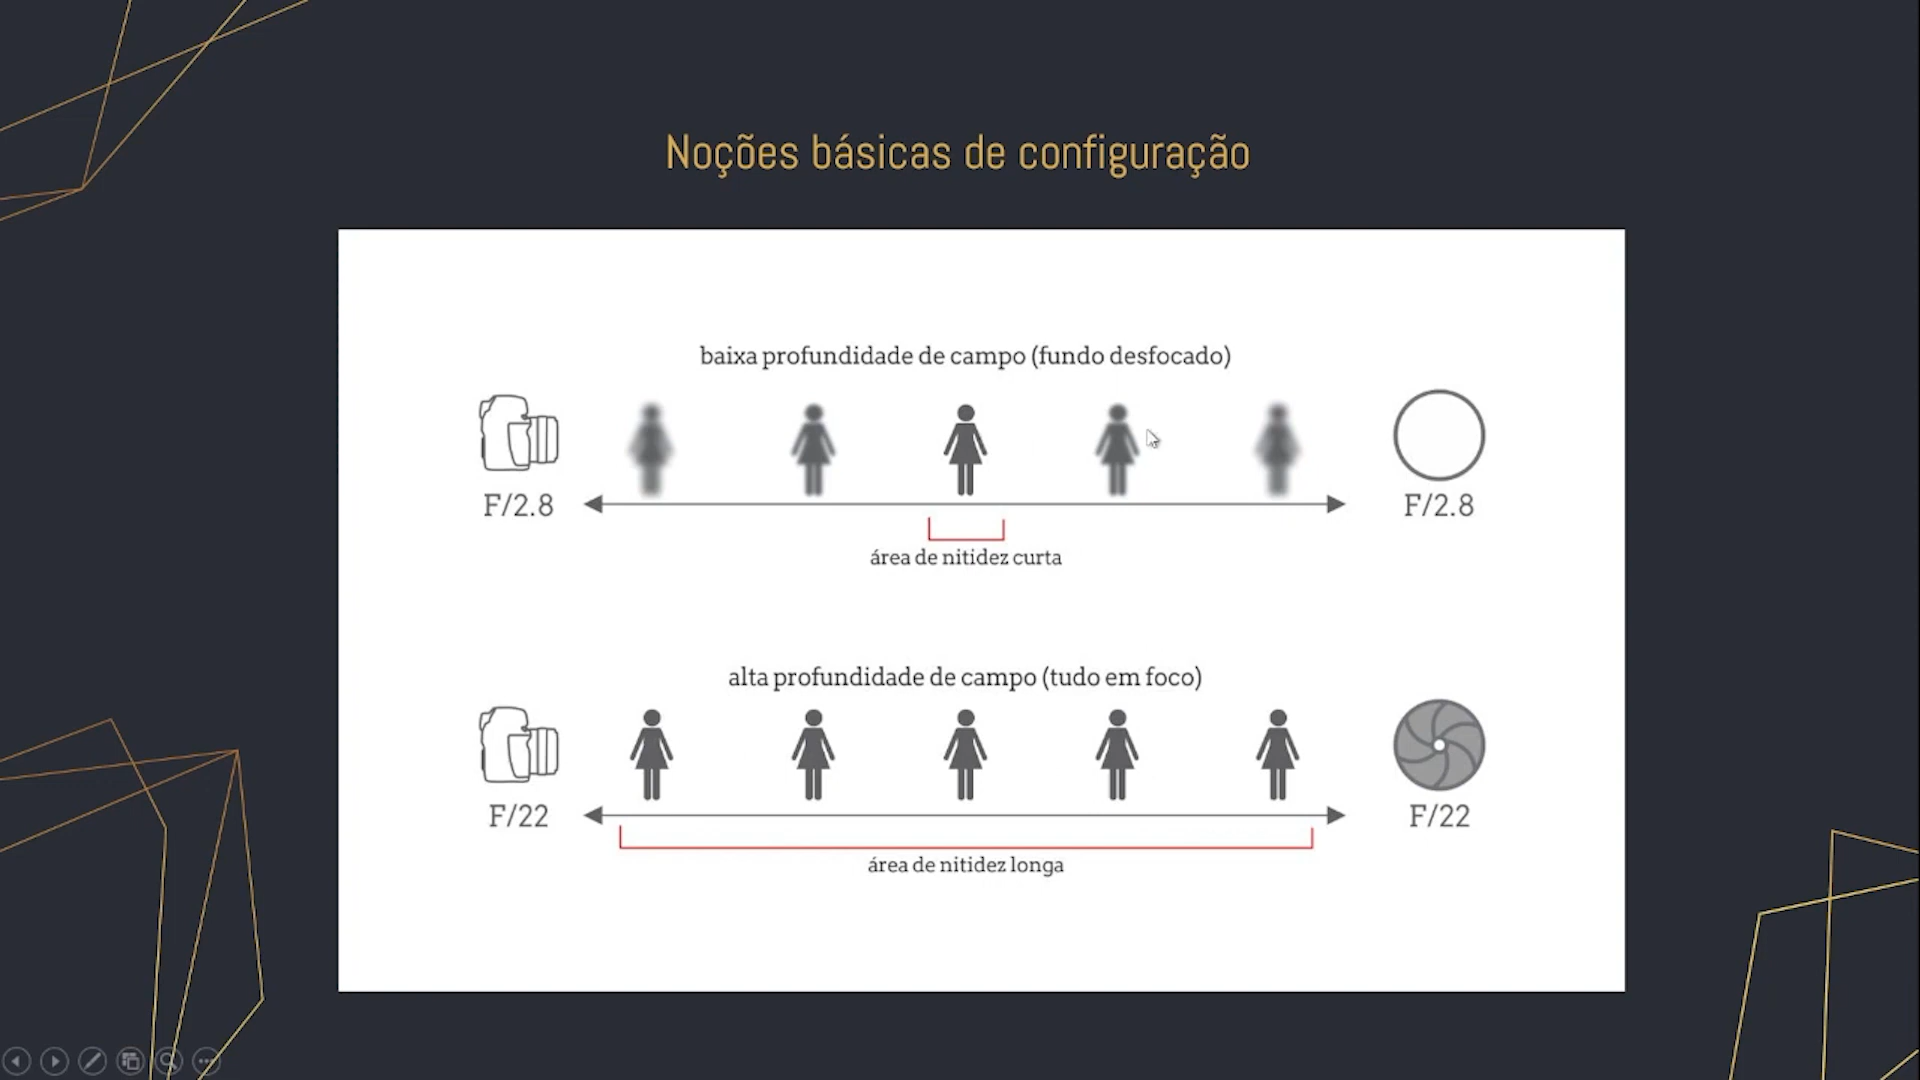 Noções básicas de configuração
baixa profundidade de campo (fundo desfocado)
F/2.8
F/2.8
área de nitidez curta
alta profundidade de campo (tudo em foco)
F/22
F/22
área de nitidez longa